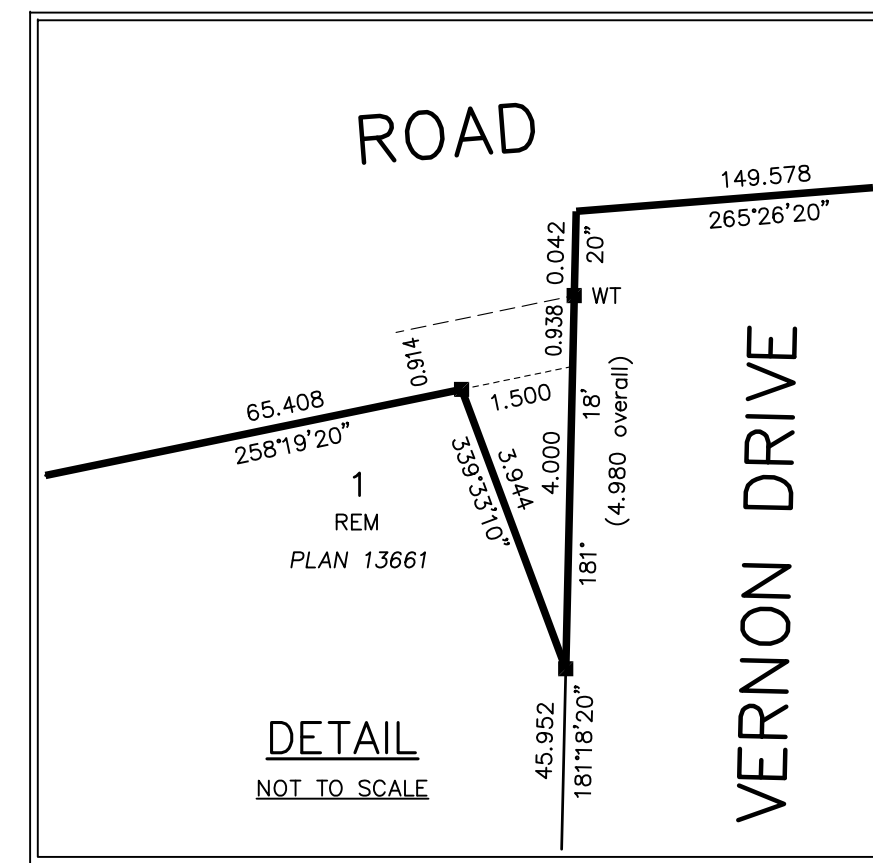 ROAD
149.578
265°26'20"
0.042
20"
WT
0.938
0.914
65.408
258°19'20"
1.500
18'
(4.980 overall)
4.000
3.944
339°33'10"
181°
1
REM
PLAN 13661
VERNON DRIVE
DETAIL
NOT TO SCALE
45.952
181°18'20"